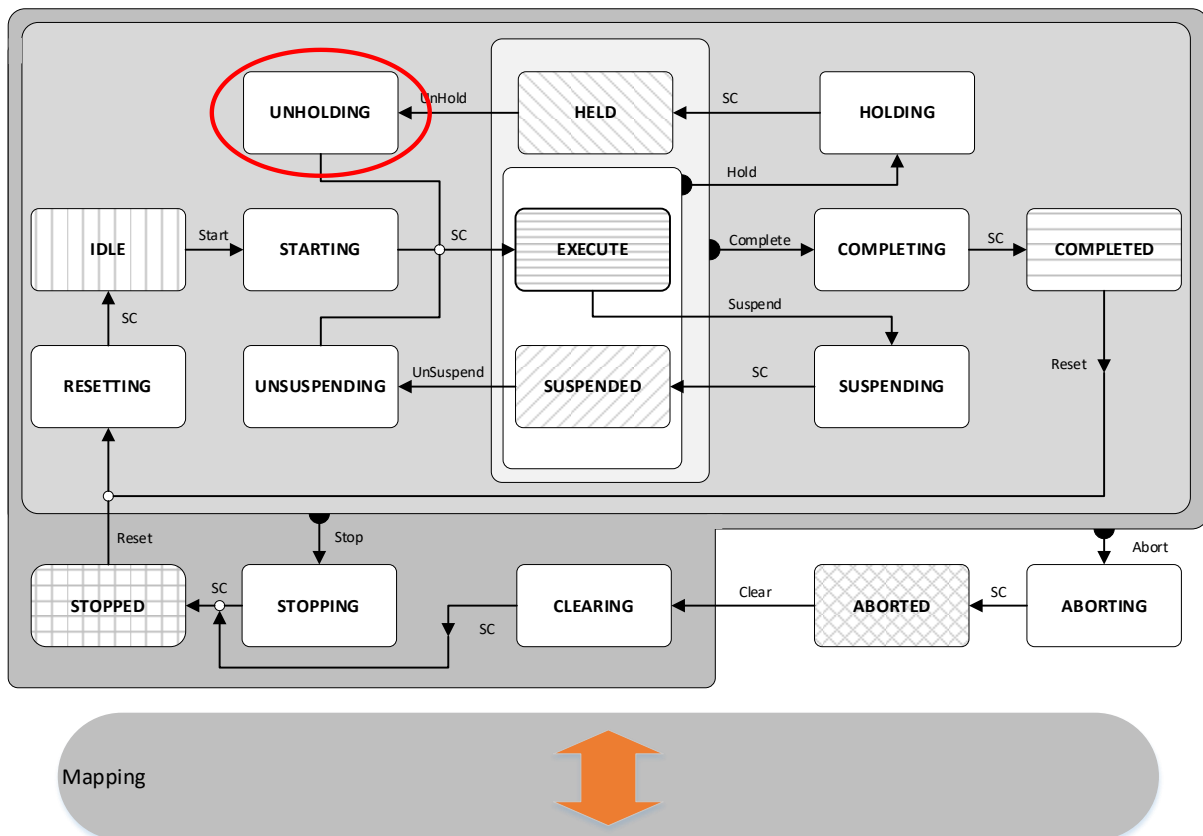 UNHOLDING
UnHold
HELD
SC
HOLDING
Hold
IDLE
Start
STARTING
SC
EXECUTE
Complete
COMPLETING
SC
COMPLETED
SC
Suspend
RESETTING
UNSUSPENDING
UnSuspend
SUSPENDED
SC
SUSPENDING
Reset
Reset
Stop
Abort
STOPPED
SC
STOPPING
CLEARING
SC
Clear
ABORTED
SC
ABORTING
Mapping